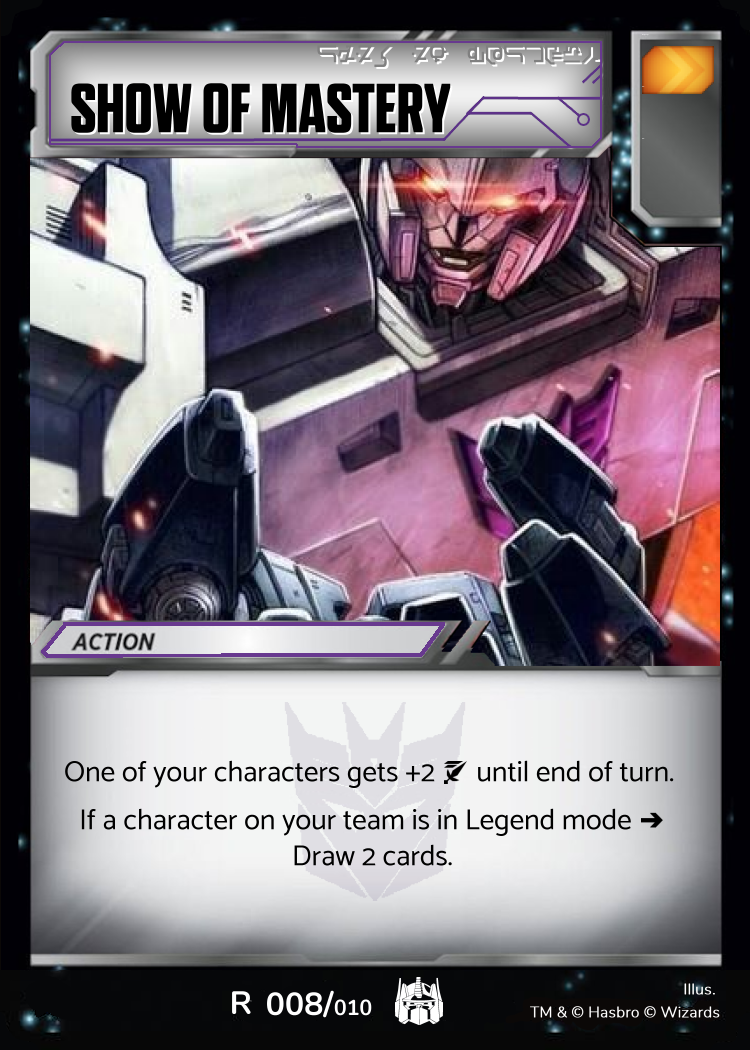 SHOW OF MASTERY
ACTION
One of your characters gets +2 until end of turn.
If a character on your team is in Legend mode ➔
Draw 2 cards.
R 008/010
Illus.
TM & © Hasbro © Wizards